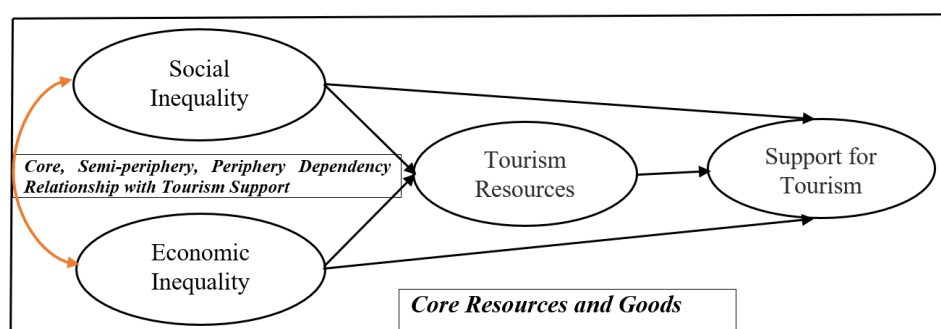 Social
Inequality
Core, Semi-periphery, Periphery Dependency
Relationship with Tourism Support
Tourism
Resources
Support for
Tourism
Economic
Inequality
Core Resources and Goods